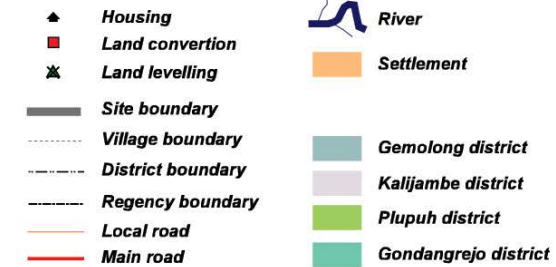 Housing
Land convertion
Land levelling
Site boundary
Village boundary
District boundary
Regency boundary
Local road
Main road
River
Settlement
Gemolong district
Kalijambe district
Plupuh district
Gondangrejo district